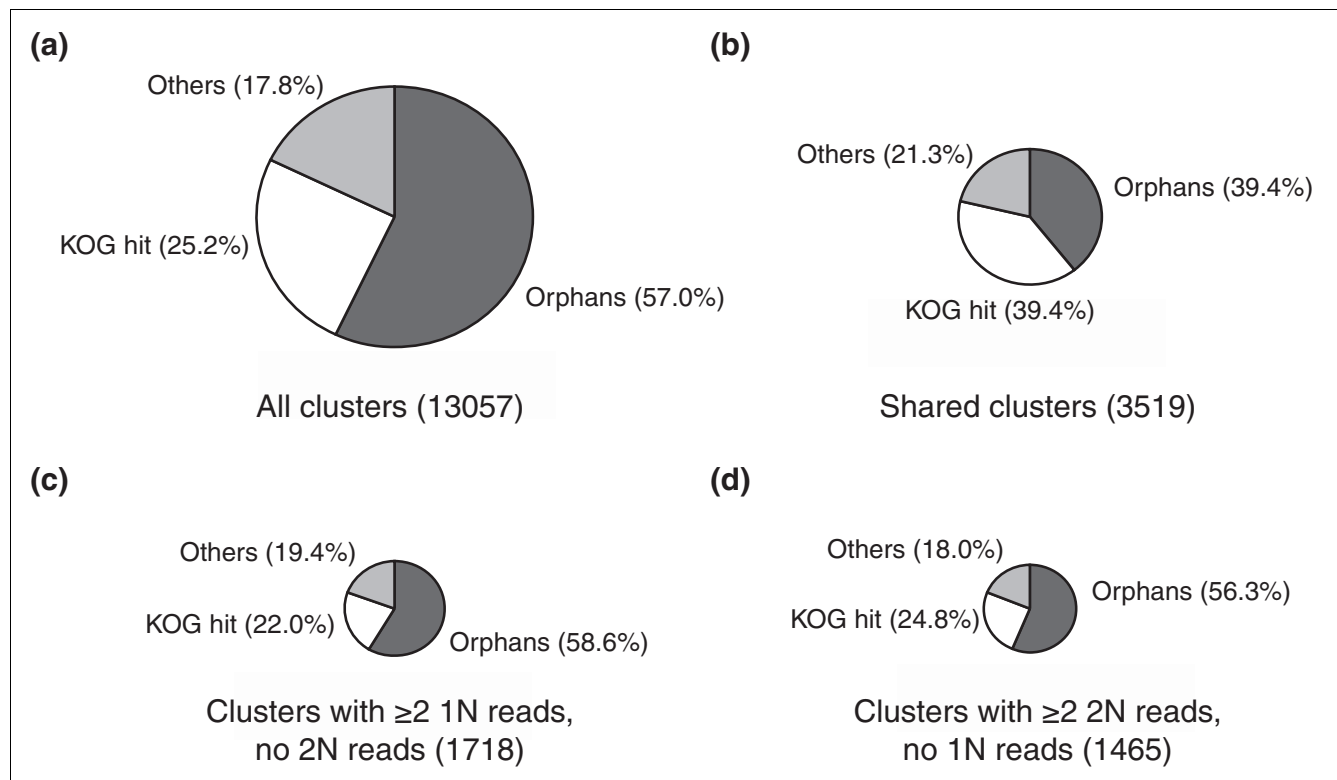 (a)
Others (17.8%)
KOG hit (25.2%)
Orphans (57.0%)
All clusters (13057)
(b)
Others (21.3%)
Orphans (39.4%)
KOG hit (39.4%)
Shared clusters (3519)
(c)
Others (19.4%)
KOG hit (22.0%)
Orphans (58.6%)
Clusters with ≥2 1N reads,
no 2N reads (1718)
(d)
Others (18.0%)
Orphans (56.3%)
KOG hit (24.8%)
Clusters with ≥2 2N reads,
no 1N reads (1465)